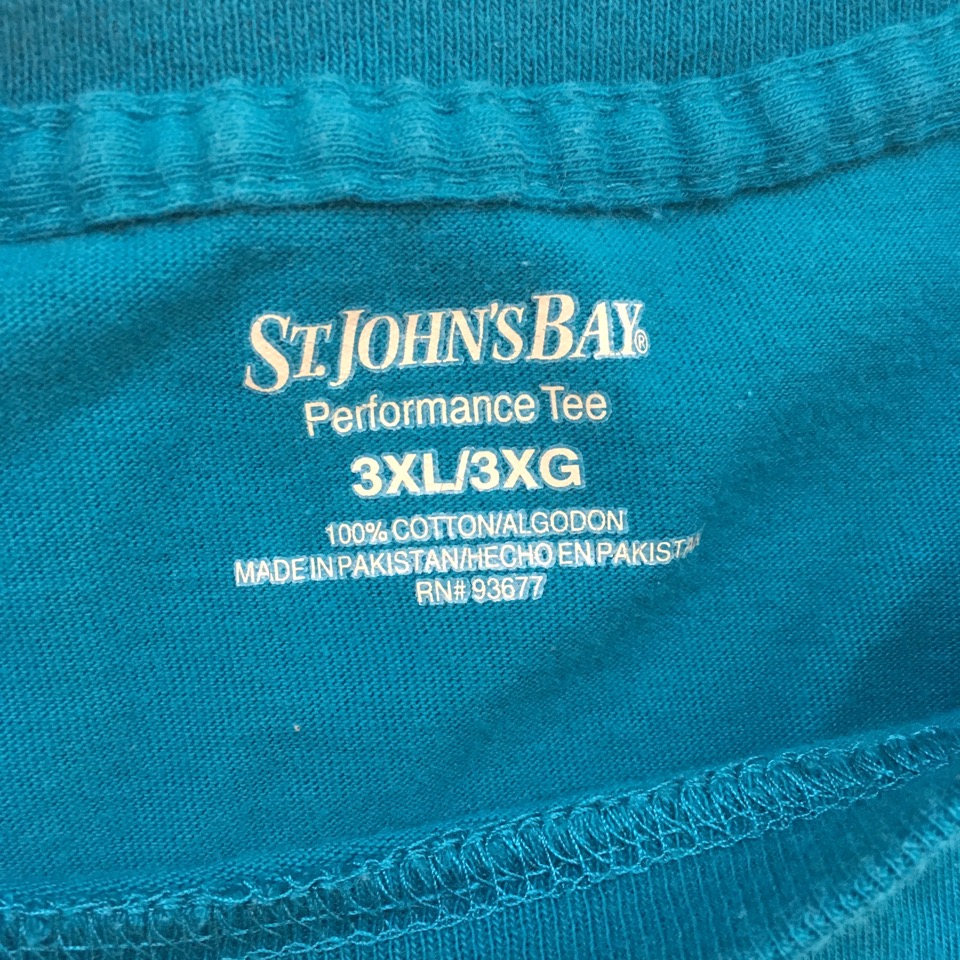 ST. JOHN'S BAY®
Performance Tee
3XL/3XG
100% COTTON/ALGODON
MADE IN PAKISTAN/HECHO EN PAKISTAN
RN# 93677